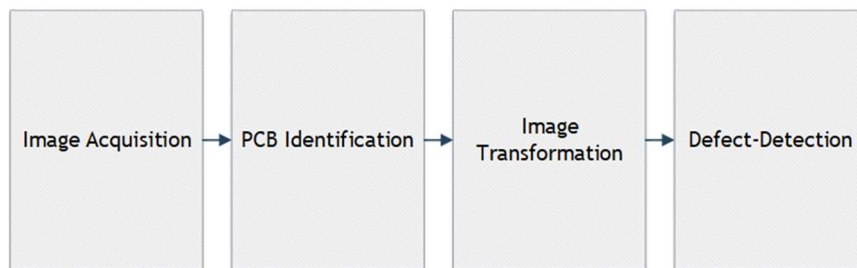 Image Acquisition
PCB Identification
Image
Transformation
Defect-Detection